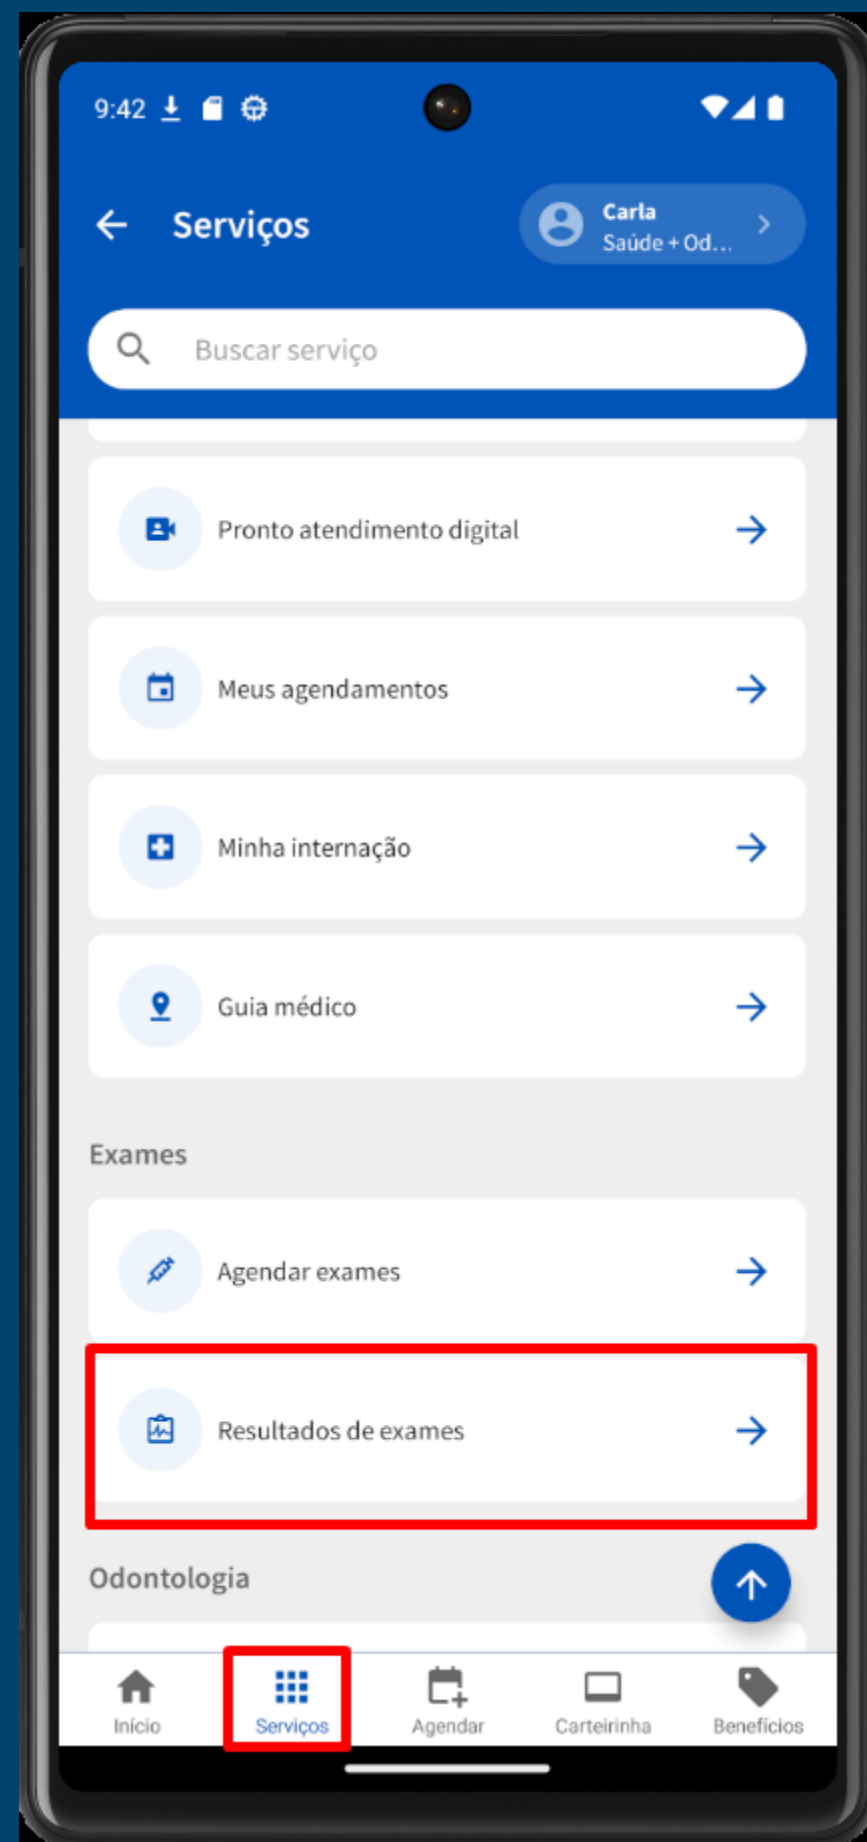 9:42
Serviços
Carla
Saúde + Od...
Buscar serviço
Pronto atendimento digital
Meus agendamentos
Minha internação
Guia médico
Exames
Agendar exames
Resultados de exames
Odontologia
Início
Serviços
Agendar
Carteirinha
Benefícios